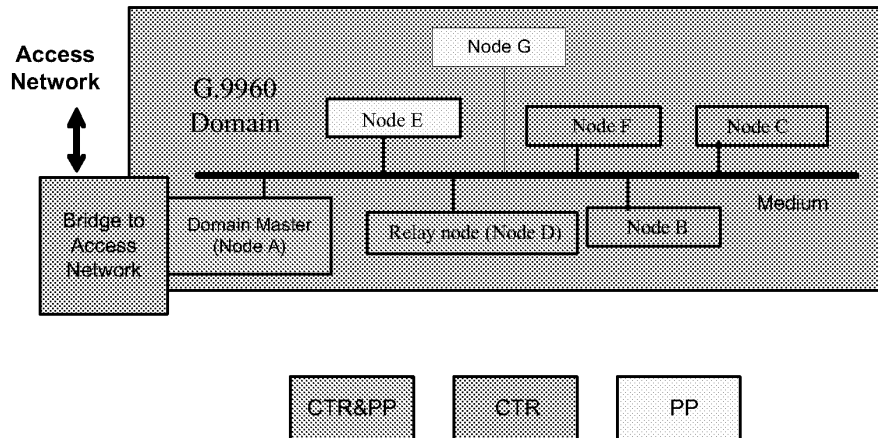 Access
Network
G.9960
Domain
Node G
Node E
Node F
Node C
Medium
Bridge to
Access
Network
Domain Master
(Node A)
Relay node (Node D)
Node B
CTR&PP
CTR
PP